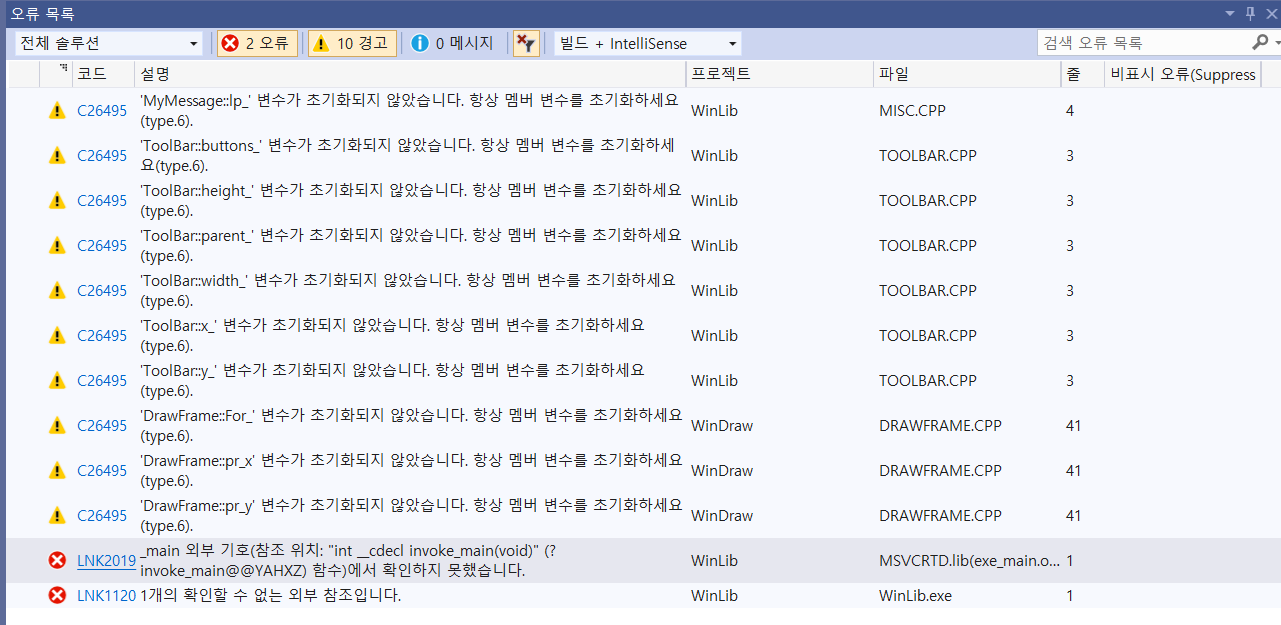 오류 목록
전체 솔루션 2 오류 10 경고 0 메시지 빌드 + IntelliSense 검색 오류 목록
코드 설명 프로젝트 파일 줄 비표시 오류(Suppress
'MyMessage::lp_' 변수가 초기화되지 않았습니다. 항상 멤버 변수를 초기화하세요
C26495 (type.6). WinLib MISC.CPP 4
'ToolBar::buttons_' 변수가 초기화되지 않았습니다. 항상 멤버 변수를 초기화하세
C26495 요(type.6). WinLib TOOLBAR.CPP 3
'ToolBar::height_' 변수가 초기화되지 않았습니다. 항상 멤버 변수를 초기화하세요
C26495 (type.6). WinLib TOOLBAR.CPP 3
'ToolBar::parent_' 변수가 초기화되지 않았습니다. 항상 멤버 변수를 초기화하세요
C26495 (type.6). WinLib TOOLBAR.CPP 3
'ToolBar::width_' 변수가 초기화되지 않았습니다. 항상 멤버 변수를 초기화하세요
C26495 (type.6). WinLib TOOLBAR.CPP 3
'ToolBar::x_' 변수가 초기화되지 않았습니다. 항상 멤버 변수를 초기화하세요
C26495 (type.6). WinLib TOOLBAR.CPP 3
'ToolBar::y_' 변수가 초기화되지 않았습니다. 항상 멤버 변수를 초기화하세요
C26495 (type.6). WinLib TOOLBAR.CPP 3
'DrawFrame::For_' 변수가 초기화되지 않았습니다. 항상 멤버 변수를 초기화하세요
C26495 (type.6). WinDraw DRAWFRAME.CPP 41
'DrawFrame::pr_x' 변수가 초기화되지 않았습니다. 항상 멤버 변수를 초기화하세요
C26495 (type.6). WinDraw DRAWFRAME.CPP 41
'DrawFrame::pr_y' 변수가 초기화되지 않았습니다. 항상 멤버 변수를 초기화하세요
C26495 (type.6). WinDraw DRAWFRAME.CPP 41
_main 외부 기호(참조 위치: "int __cdecl invoke_main(void)" (?
LNK2019 invoke_main@@YAHXZ) 함수)에서 확인하지 못했습니다. WinLib MSVCRTD.lib(exe_main.o... 1
LNK1120 1개의 확인할 수 없는 외부 참조입니다. WinLib WinLib.exe 1